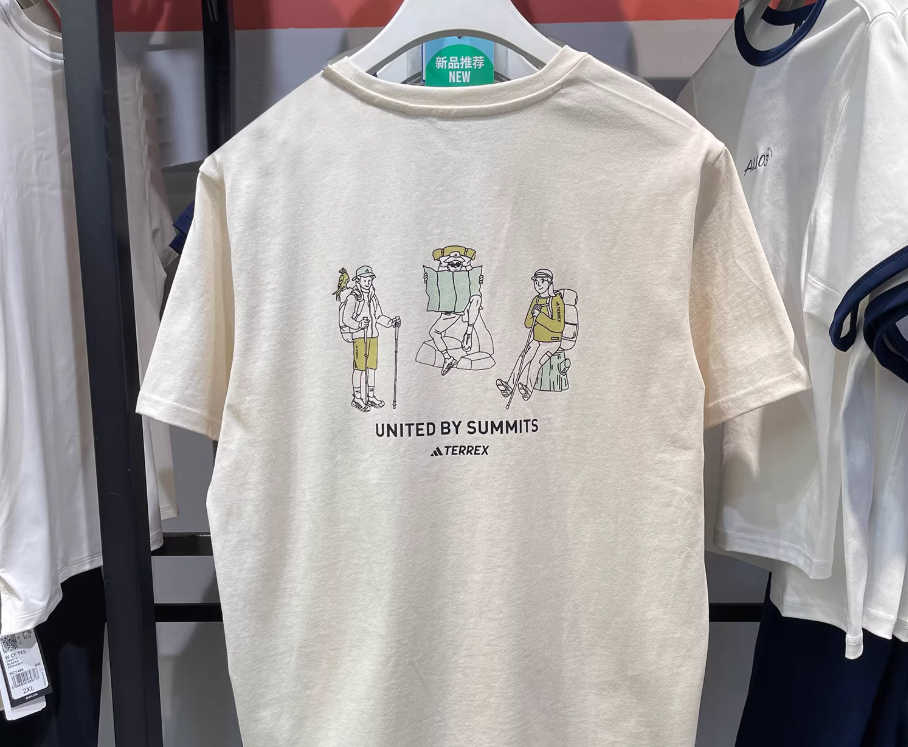 新品推荐
NEW
UNITED BY SUMMITS
TERREX
2XL